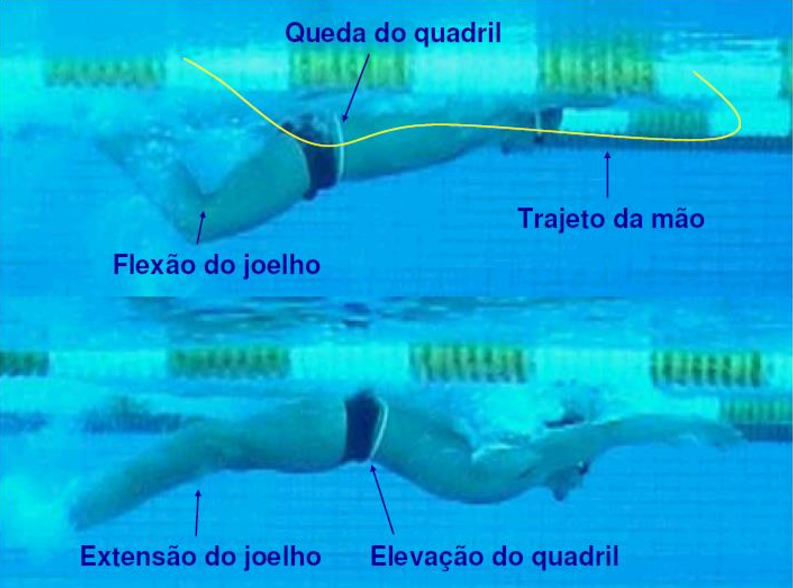 Queda do quadril
Trajeto da mão
Flexão do joelho
Extensão do joelho
Elevação do quadril